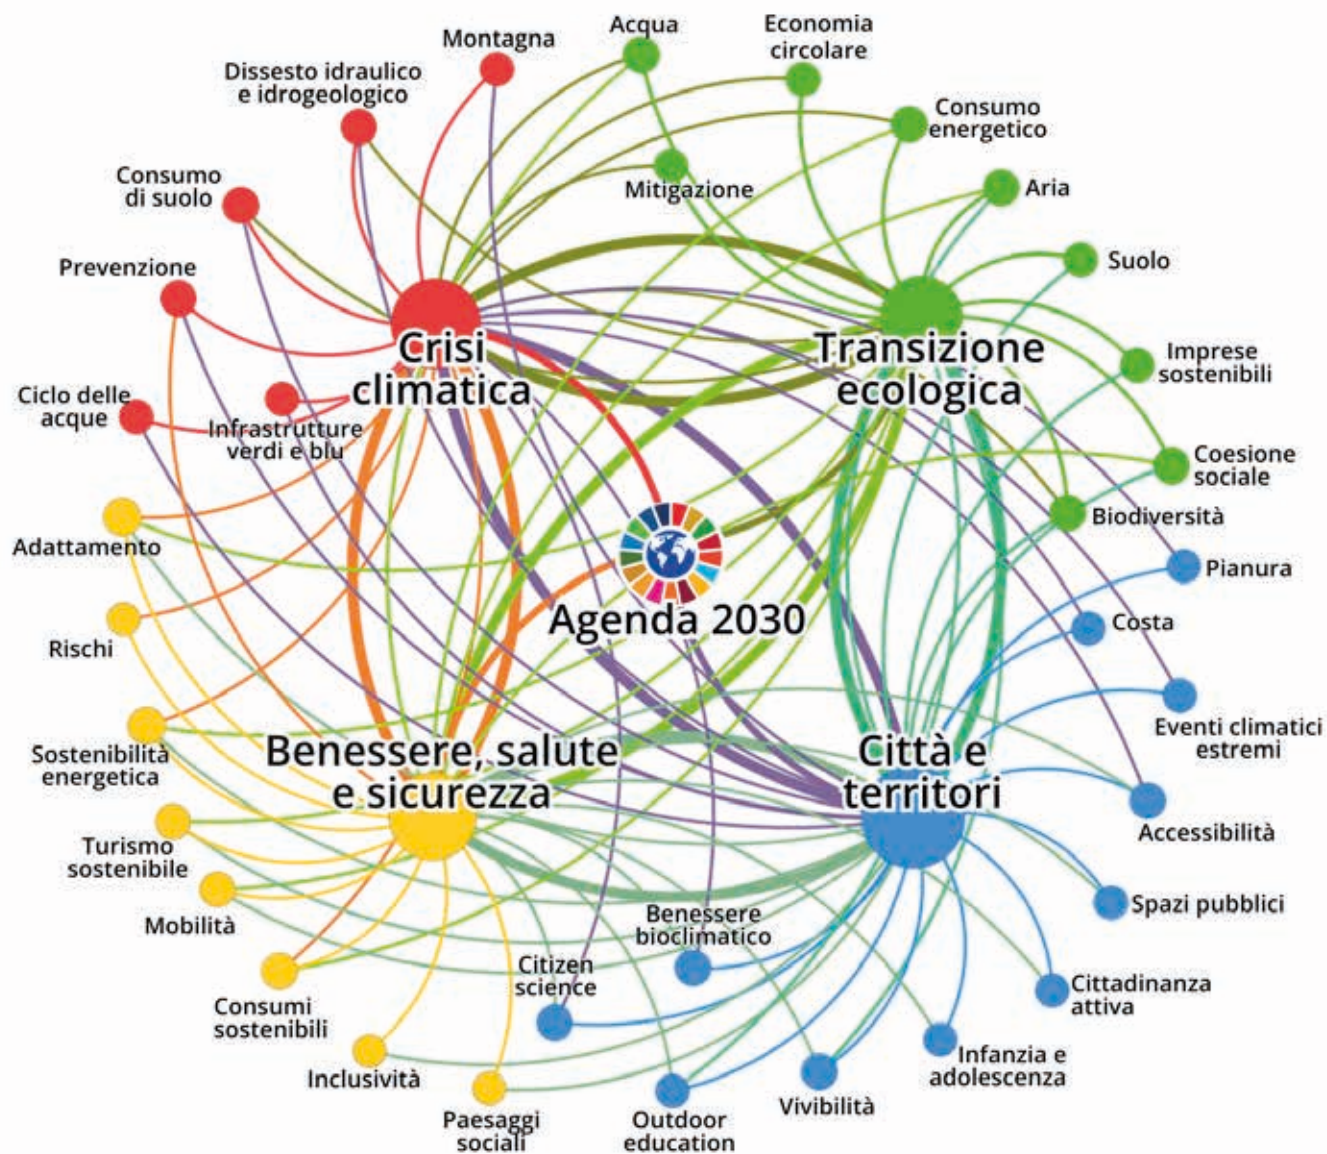 Acqua
Economia
circolare
Montagna
Dissesto idraulico
e idrogeologico
Consumo
energetico
Consumo
di suolo
Mitigazione
Aria
Prevenzione
Suolo
Crisi
climatica
Transizione
ecologica
Imprese
sostenibili
Ciclo delle
acque
Infrastrutture
verdi e blu
Coesione
sociale
Biodiversità
Adattamento
Pianura
Agenda 2030
Costa
Rischi
Eventi climatici
estremi
Sostenibilità
energetica
Benessere, salute
e sicurezza
Città e
territori
Accessibilità
Turismo
sostenibile
Mobilità
Spazi pubblici
Benessere
bioclimatico
Citizen
science
Cittadinanza
attiva
Consumi
sostenibili
Infanzia e
adolescenza
Inclusività
Vivibilità
Paesaggi
sociali
Outdoor
education